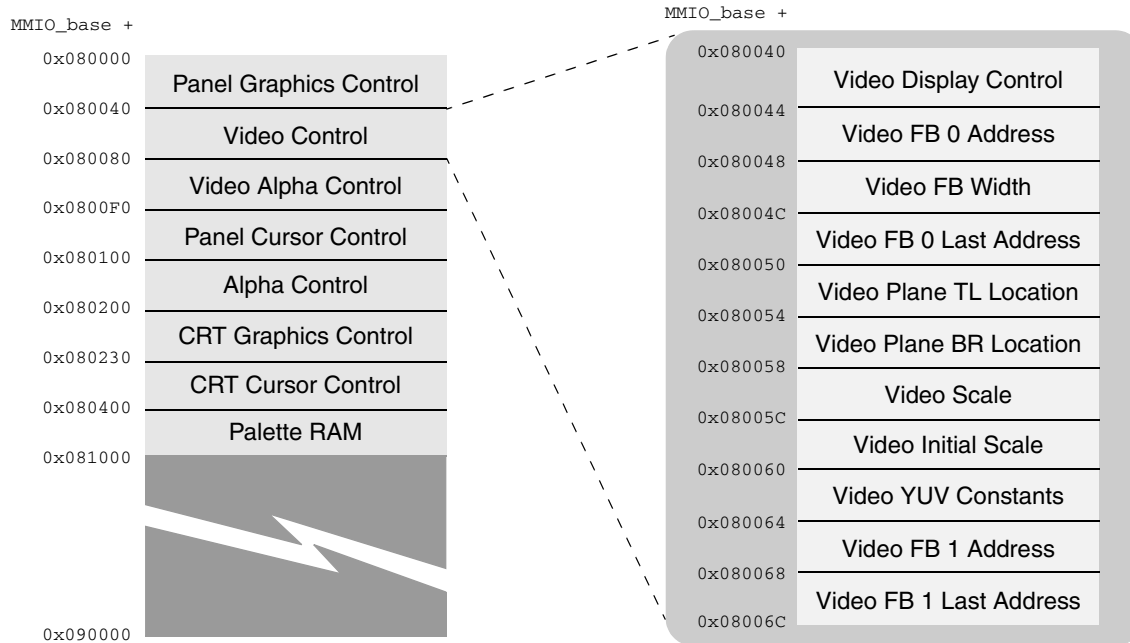 MMIO_base +
0x080000
Panel Graphics Control
0x080040
Video Control
0x080080
Video Alpha Control
0x0800F0
Panel Cursor Control
0x080100
Alpha Control
0x080200
CRT Graphics Control
0x080230
CRT Cursor Control
0x080400
Palette RAM
0x081000
0x090000
MMIO_base +
0x080040
Video Display Control
0x080044
Video FB 0 Address
0x080048
Video FB Width
0x08004C
Video FB 0 Last Address
0x080050
Video Plane TL Location
0x080054
Video Plane BR Location
0x080058
Video Scale
0x08005C
Video Initial Scale
0x080060
Video YUV Constants
0x080064
Video FB 1 Address
0x080068
Video FB 1 Last Address
0x08006C